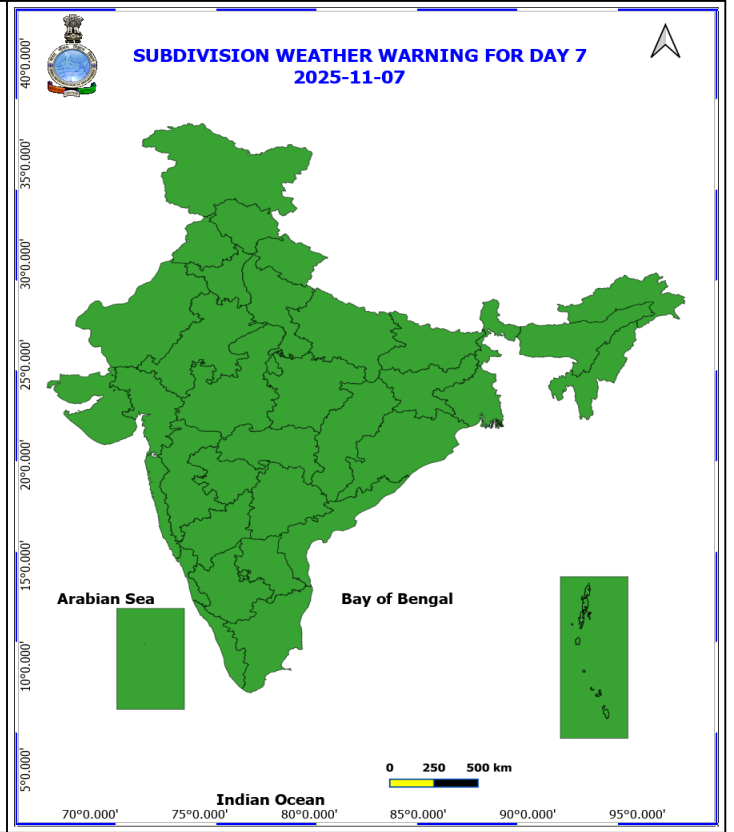 SUBDIVISION WEATHER WARNING FOR DAY 7
2025-11-07
40°0.000'
35°0.000'
30°0.000'
25°0.000'
20°0.000'
15°0.000'
10°0.000'
5°0.000'
Arabian Sea
Bay of Bengal
0 250 500 km
Indian Ocean
70°0.000' 75°0.000' 80°0.000' 85°0.000' 90°0.000' 95°0.000'